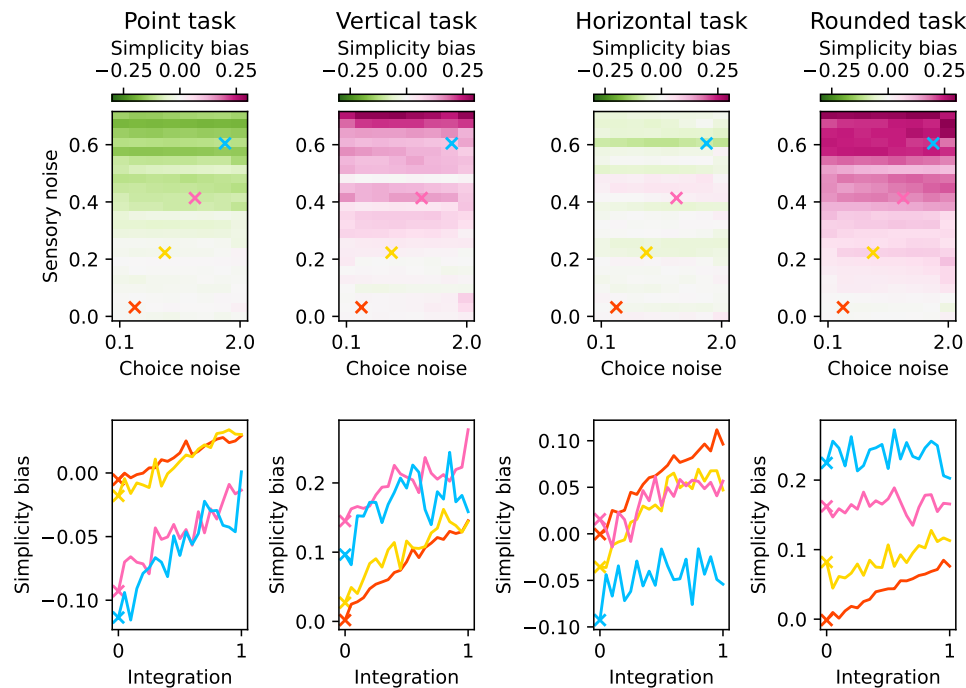 Point task
Vertical task
Horizontal task
Rounded task
Simplicity bias
Simplicity bias
Simplicity bias
Simplicity bias
−0.25 0.00 0.25
−0.25 0.00 0.25
−0.25 0.00 0.25
−0.25 0.00 0.25
Sensory noise
0.6
0.4
0.2
0.0
0.6
0.4
0.2
0.0
0.6
0.4
0.2
0.0
0.6
0.4
0.2
0.0
0.1 2.0
0.1 2.0
0.1 2.0
0.1 2.0
Choice noise
Choice noise
Choice noise
Choice noise
Simplicity bias
0.00
−0.05
−0.10
Simplicity bias
0.2
0.1
0.0
Simplicity bias
0.10
0.05
0.00
−0.05
−0.10
Simplicity bias
0.2
0.1
0.0
0 1
0 1
0 1
0 1
Integration
Integration
Integration
Integration